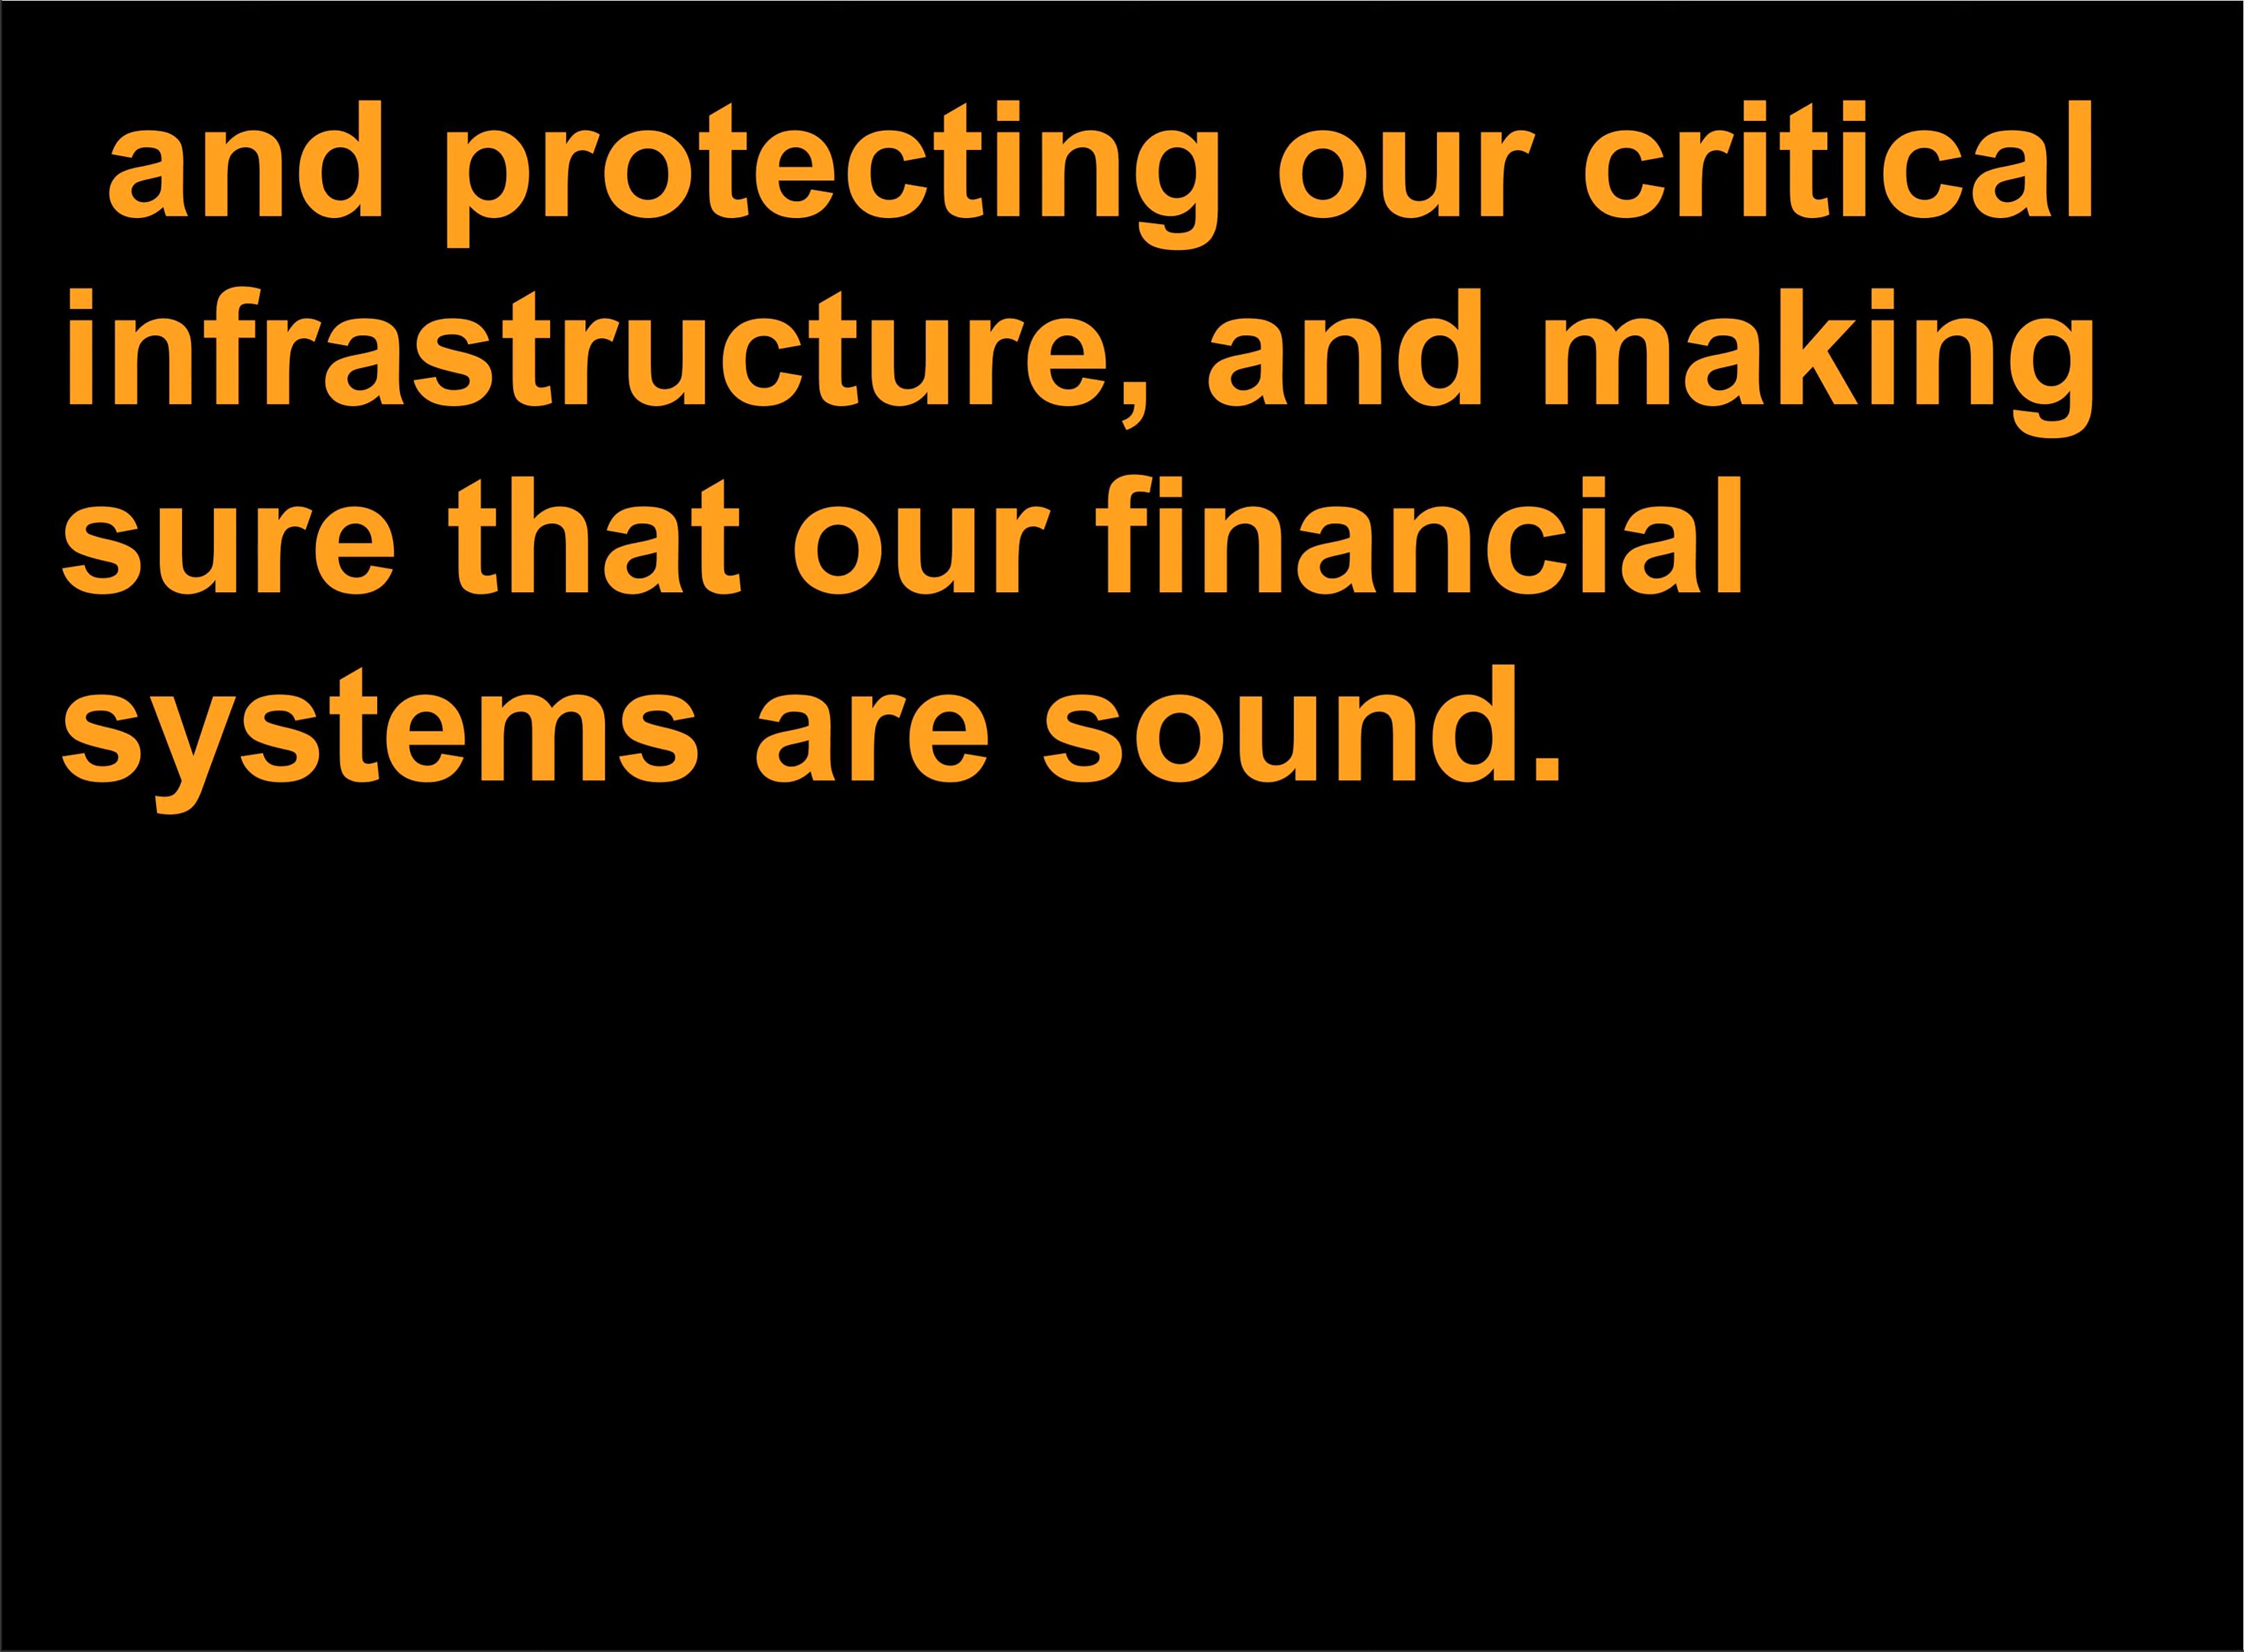 and protecting our critical
infrastructure, and making
sure that our financial
systems are sound.